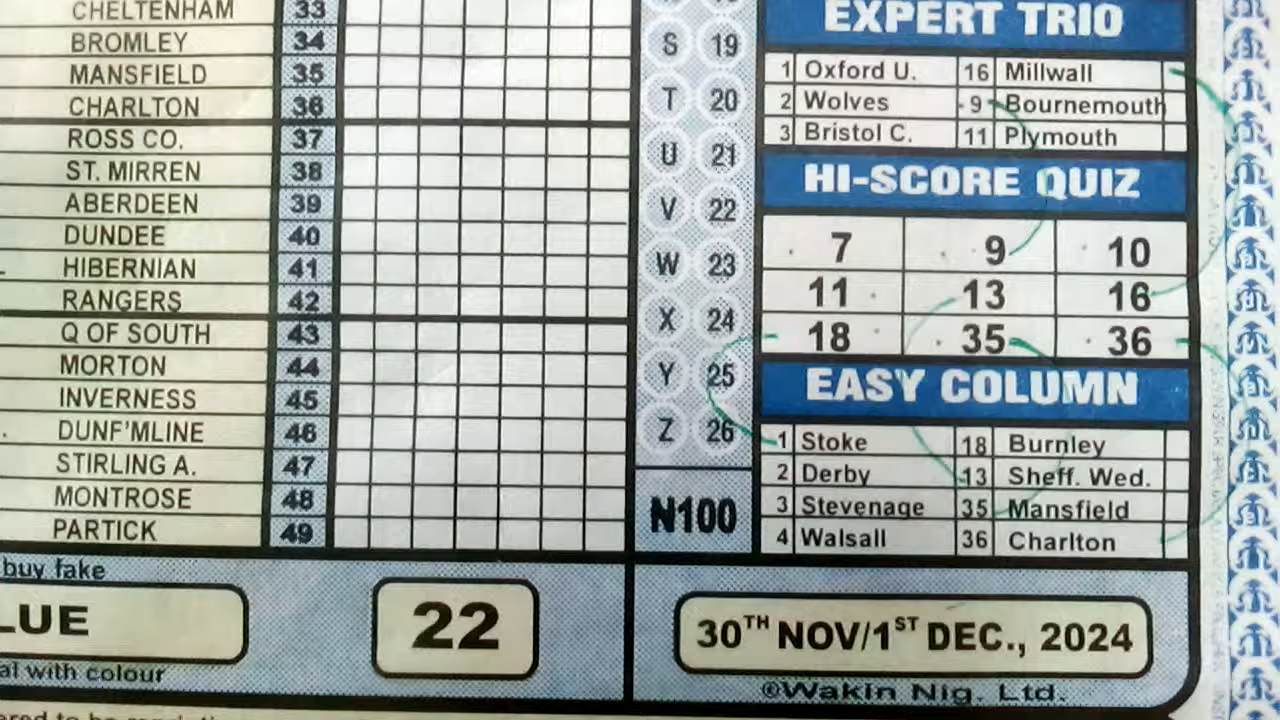 CHELTENHAM 33
BROMLEY 34
MANSFIELD 35
CHARLTON 36
ROSS CO. 37
ST. MIRREN 38
ABERDEEN 39
DUNDEE 40
HIBERNIAN 41
RANGERS 42
Q OF SOUTH 43
MORTON 44
INVERNESS 45
DUNF'MLINE 46
STIRLING A. 47
MONTROSE 48
PARTICK 49
S 19
T 20
U 21
V 22
W 23
X 24
Y 25
Z 26
N100
EXPERT TRIO
1 Oxford U. 16 Millwall
2 Wolves 9 Bournemouth
3 Bristol C. 11 Plymouth
HI-SCORE QUIZ
7 9 10
11 13 16
18 35 36
EASY COLUMN
1 Stoke 18 Burnley
2 Derby 13 Sheff. Wed.
3 Stevenage 35 Mansfield
4 Walsall 36 Charlton
buy fake
LUE
22
al with colour
30TH NOV/1ST DEC., 2024
©Wakin Nig. Ltd.